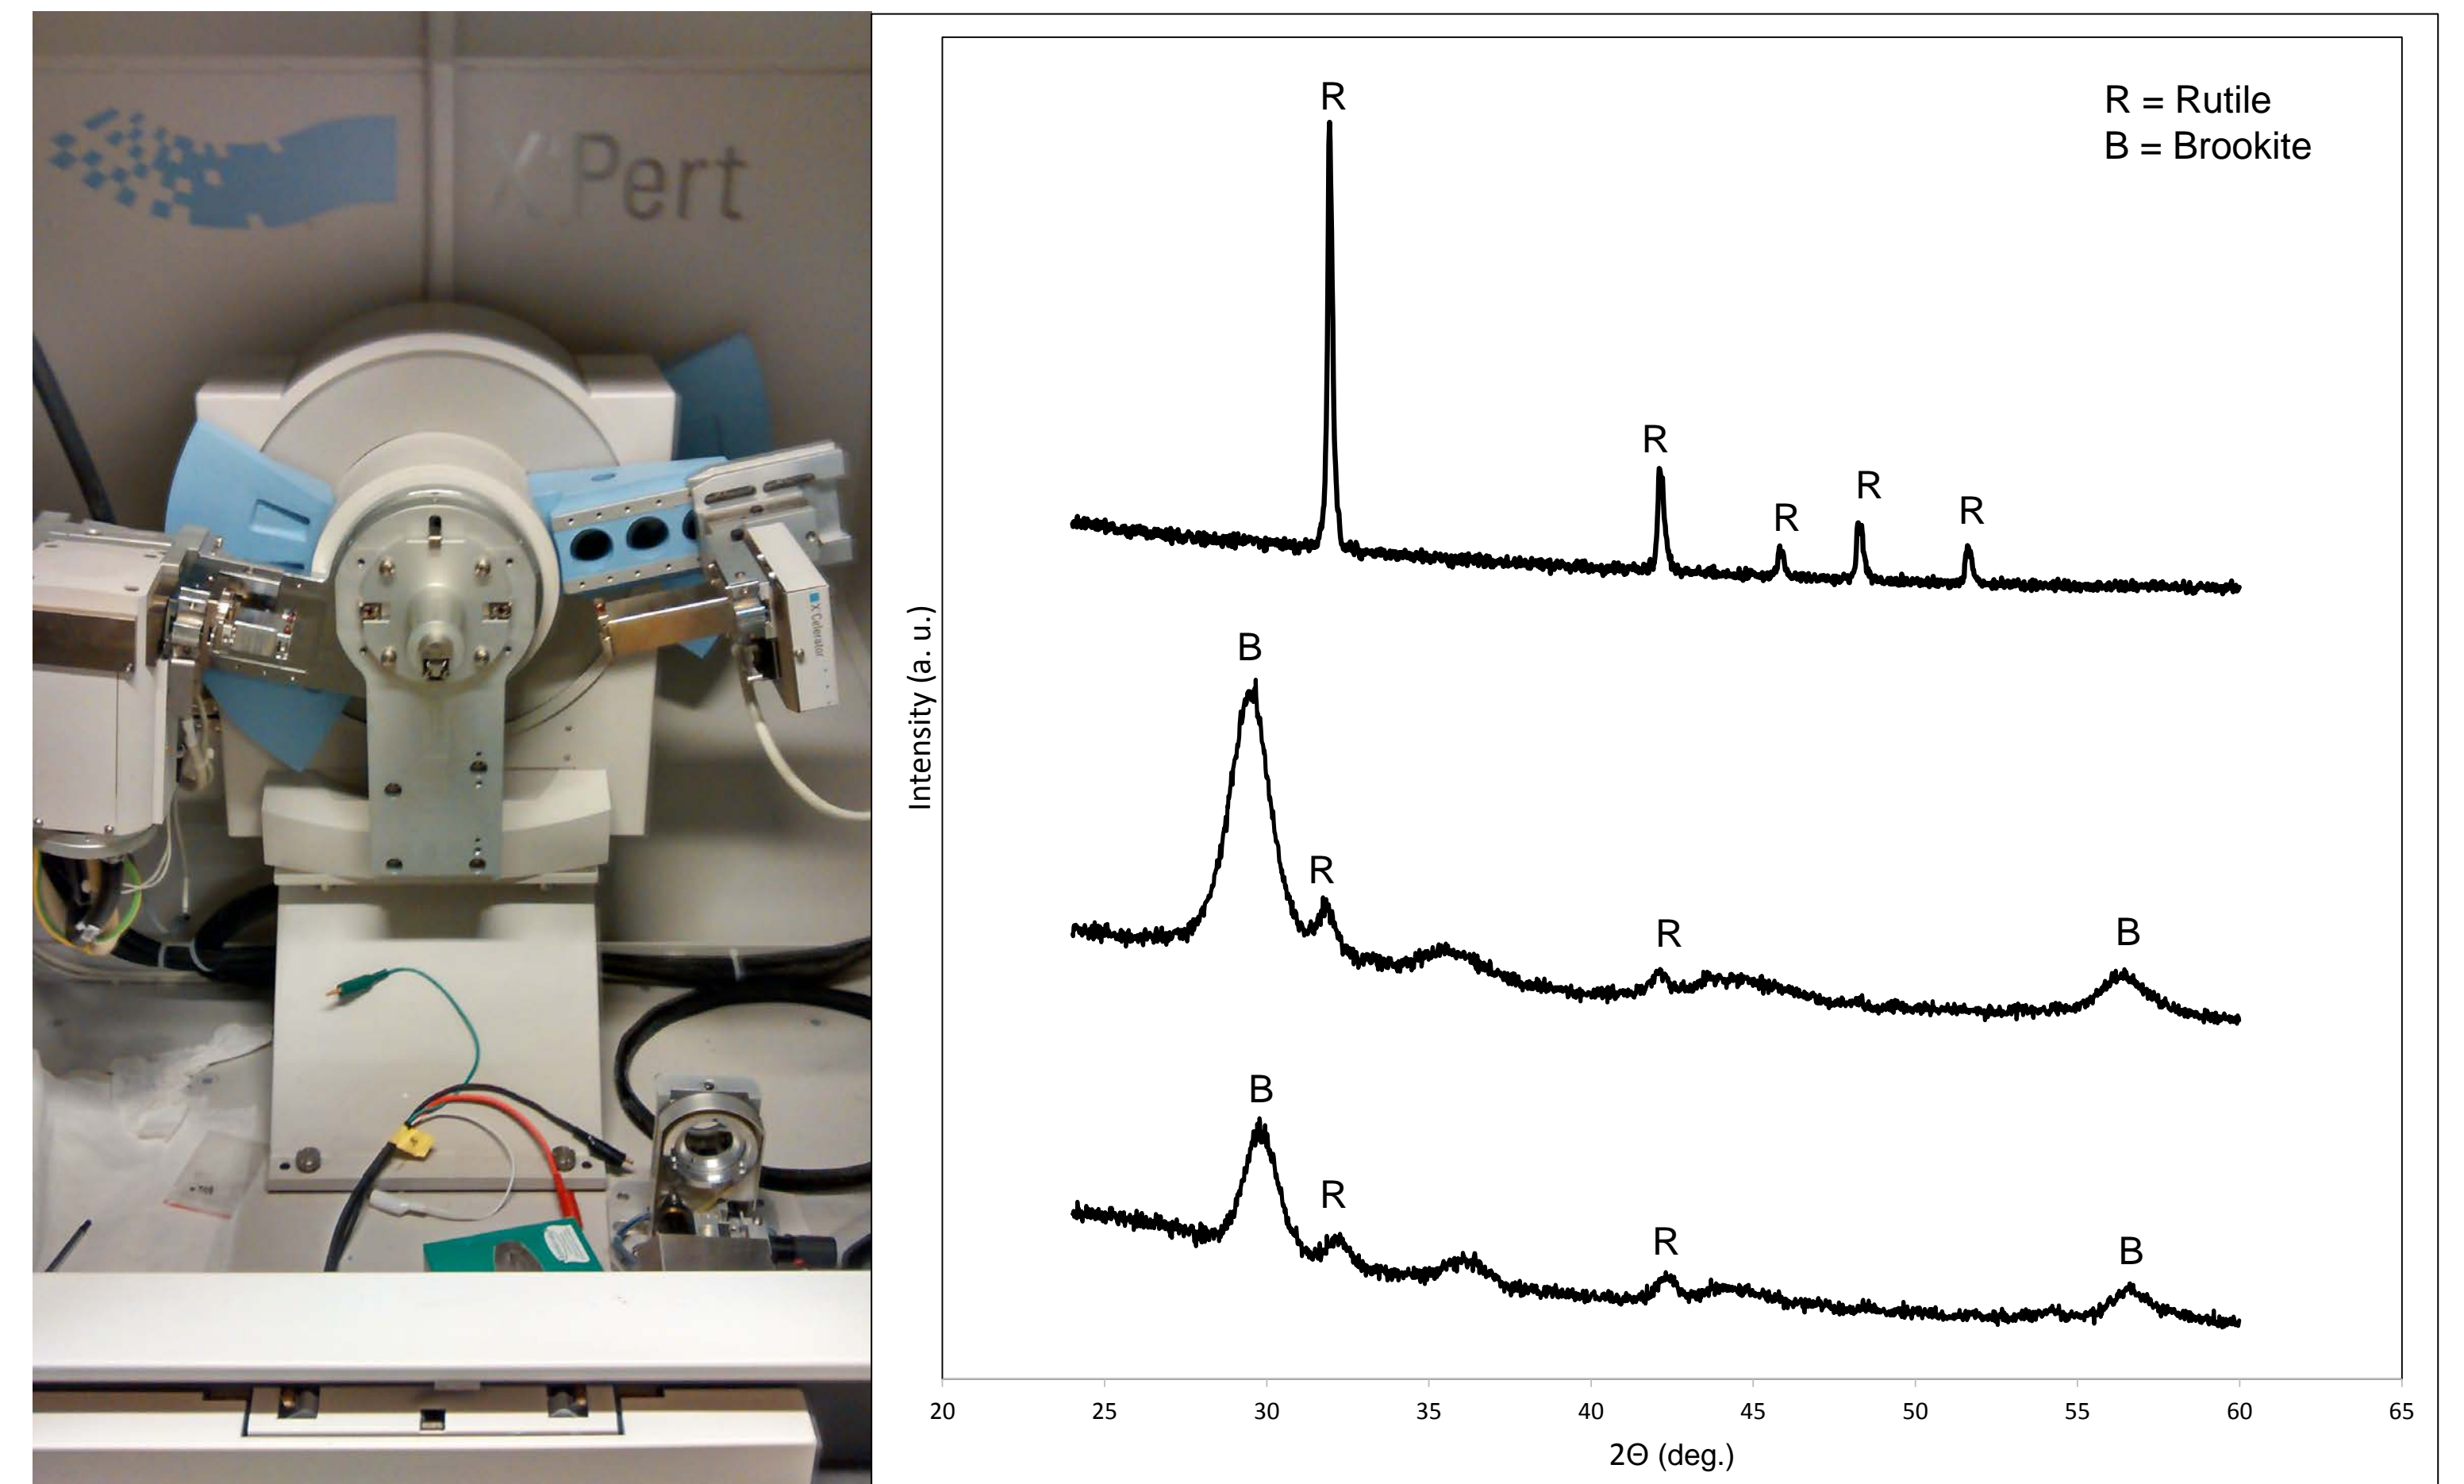 X'Pert
X'Celerator
R = Rutile
B = Brookite
R
R
R
R
R
B
R
R
B
B
R
R
B
Intensity (a. u.)
20 25 30 35 40 45 50 55 60 65
2Θ (deg.)